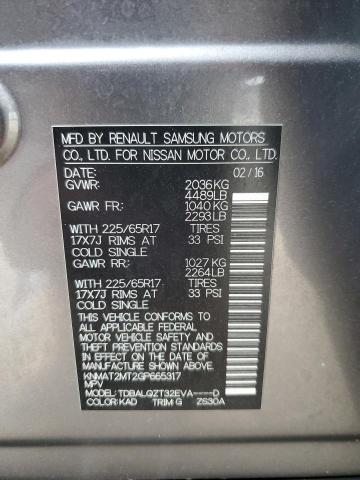 MFD BY RENAULT SAMSUNG MOTORS
CO., LTD. FOR NISSAN MOTOR CO., LTD.
DATE: 02/16
GVWR: 2036KG
4489LB
GAWR FR: 1040 KG
2293LB
WITH 225/65R17 TIRES
17X7J RIMS AT 33 PSI
COLD SINGLE
GAWR RR: 1027 KG
2264LB
WITH 225/65R17 TIRES
17X7J RIMS AT 33 PSI
COLD SINGLE
THIS VEHICLE CONFORMS TO
ALL APPLICABLE FEDERAL
MOTOR VEHICLE SAFETY AND
THEFT PREVENTION STANDARDS
IN EFFECT ON THE DATE OF
MANUFACTURE SHOWN ABOVE.
KNMAT2MT2GP665317
MPV
MODEL: TDBALQZT32EVA-----D
COLOR: KAD TRIM: G ZS30A